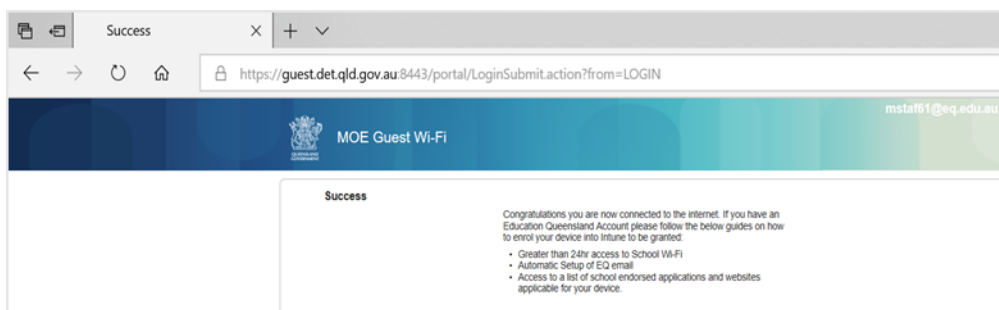 Success
https://guest.det.qld.gov.au:8443/portal/LoginSubmit.action?from=LOGIN
mstaf61@eq.edu.au
MOE Guest Wi-Fi
Success
Congratulations you are now connected to the internet. If you have an
Education Queensland Account please follow the below guides on how
to enrol your device into Intune to be granted:
• Greater than 24hr access to School Wi-Fi
• Automatic Setup of EQ email
• Access to a list of school endorsed applications and websites
applicable for your device.